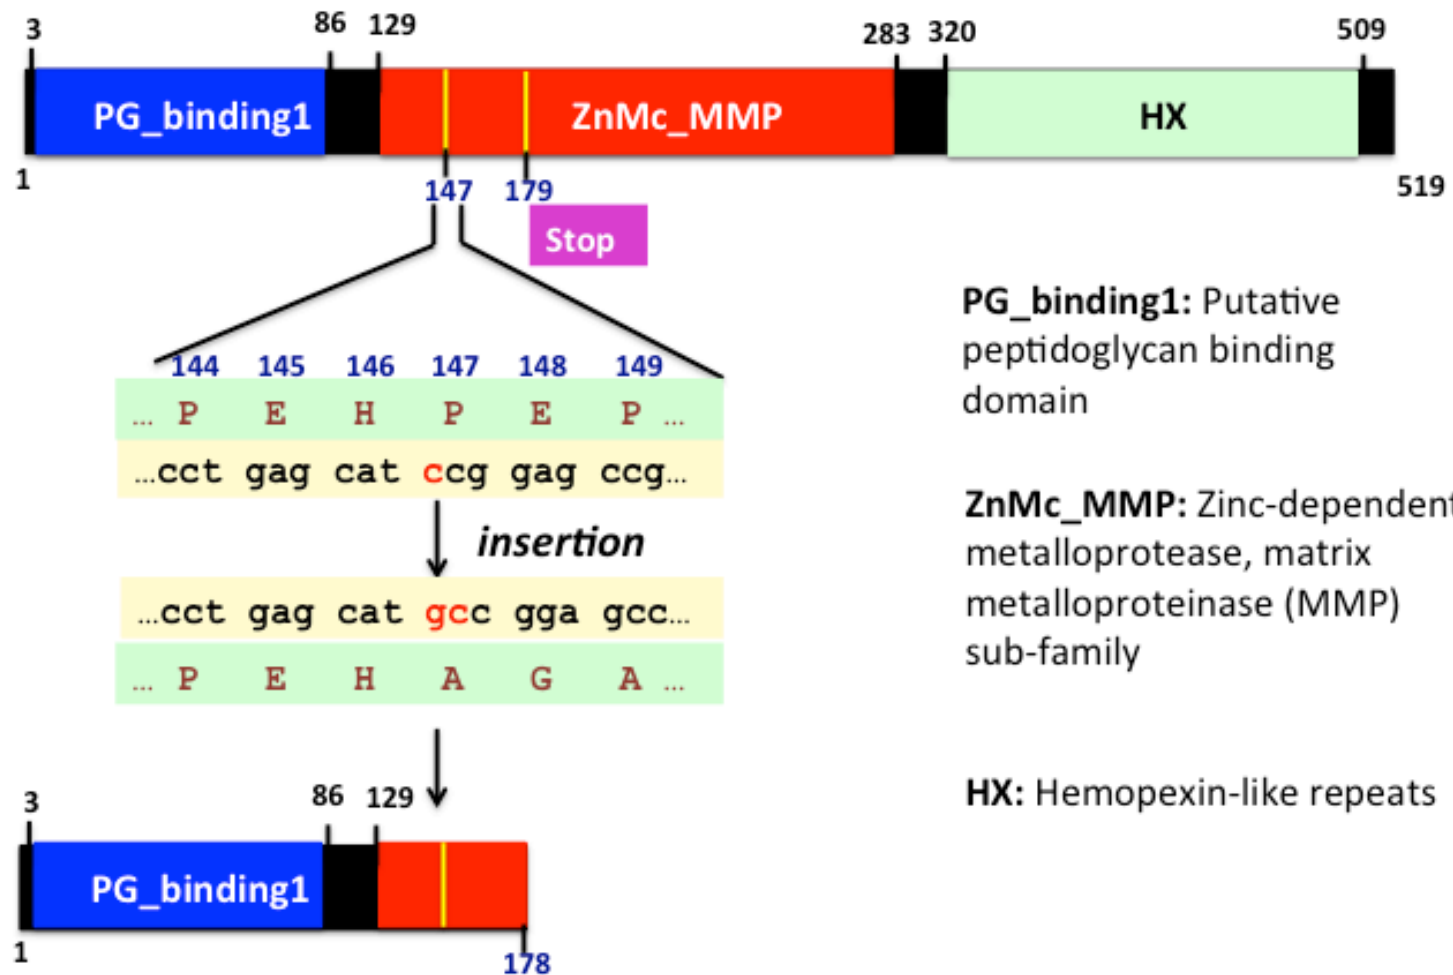 3 86 129 283 320 509
PG_binding1 ZnMc_MMP HX
1 147 179 519
Stop
PG_binding1: Putative
peptidoglycan binding
domain
144 145 146 147 148 149
... P E H P E P ...
...cct gag cat ccg gag ccg...
insertion
...cct gag cat gcc gga gcc...
... P E H A G A ...
ZnMc_MMP: Zinc-dependent
metalloprotease, matrix
metalloproteinase (MMP)
sub-family
HX: Hemopexin-like repeats
3 86 129
PG_binding1
1 178